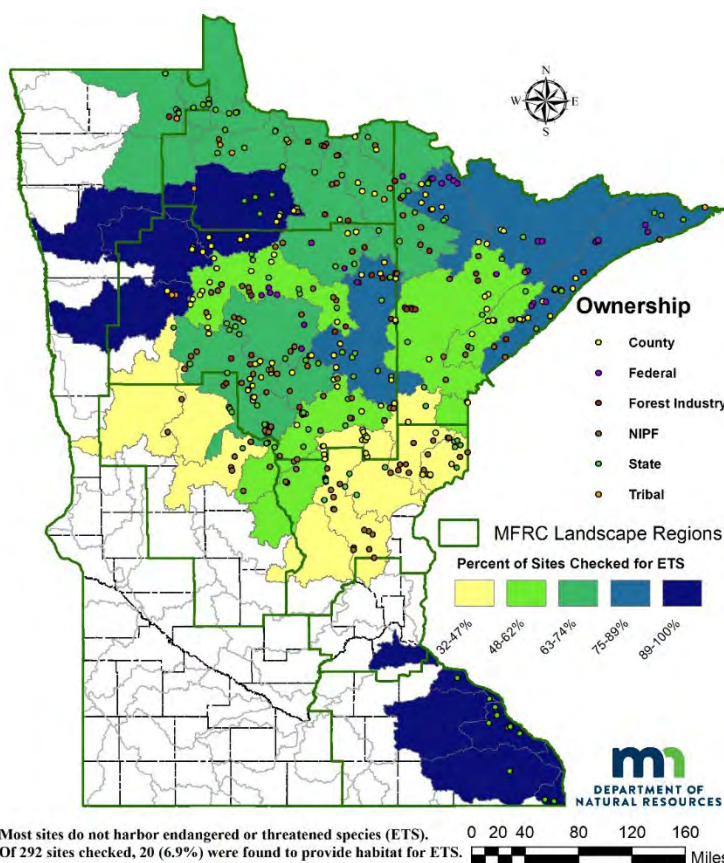 N
W E
S
Ownership
County
Federal
Forest Industry
NIPF
State
Tribal
MFRC Landscape Regions
Percent of Sites Checked for ETS
32-47%
48-62%
63-74%
75-89%
89-100%
mn
DEPARTMENT OF
NATURAL RESOURCES
Most sites do not harbor endangered or threatened species (ETS).
Of 292 sites checked, 20 (6.9%) were found to provide habitat for ETS.
0 20 40 80 120 160
Miles